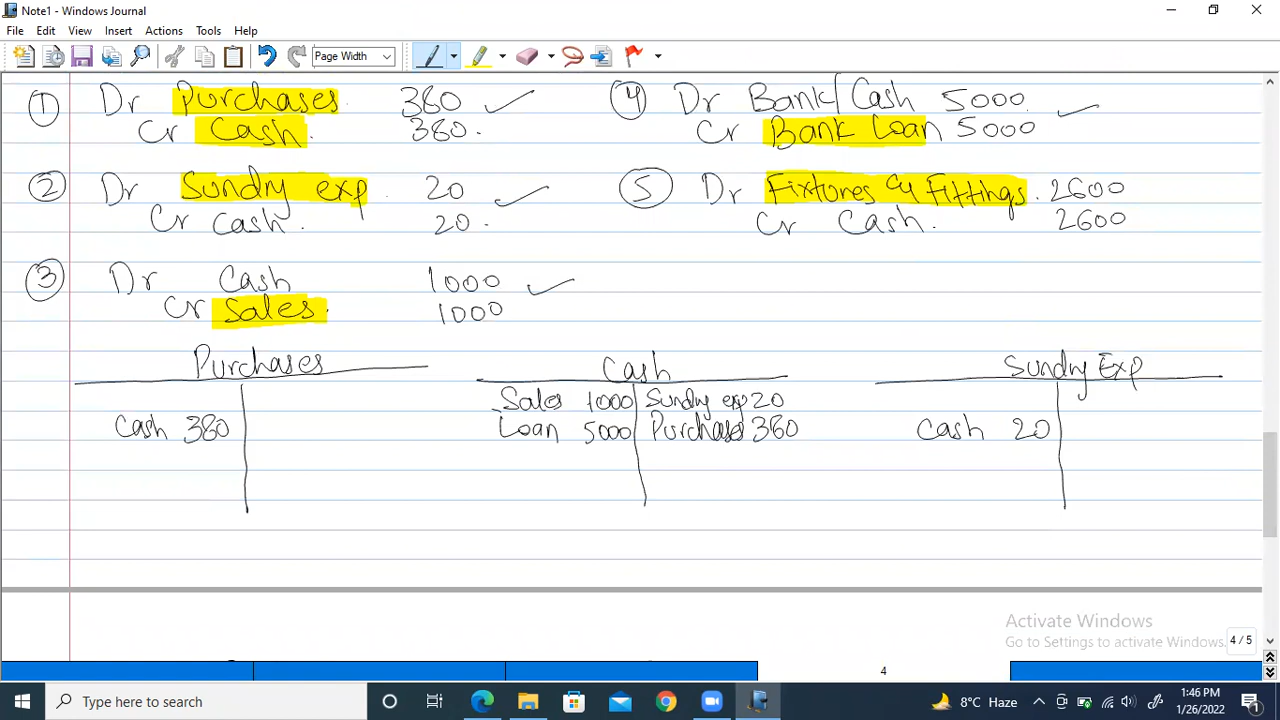 Note1 - Windows Journal
File Edit View Insert Actions Tools Help
Page Width
① Dr Purchases 380
Cr Cash. 380.
② Dr Sundry exp. 20
Cr Cash. 20.
③ Dr Cash 1000
Cr Sales. 1000
④ Dr Bank/Cash 5000
Cr Bank Loan 5000
⑤ Dr Fixtures & Fittings. 2600
Cr Cash. 2600
Purchases
Cash 380
Cash
Sales 1000 Sundry exp 20
Loan 5000 Purchases 380
Sundry Exp
Cash 20
Activate Windows
Go to Settings to activate Windows.
4 / 5
4
Type here to search
8°C Haze
1:46 PM
1/26/2022
1